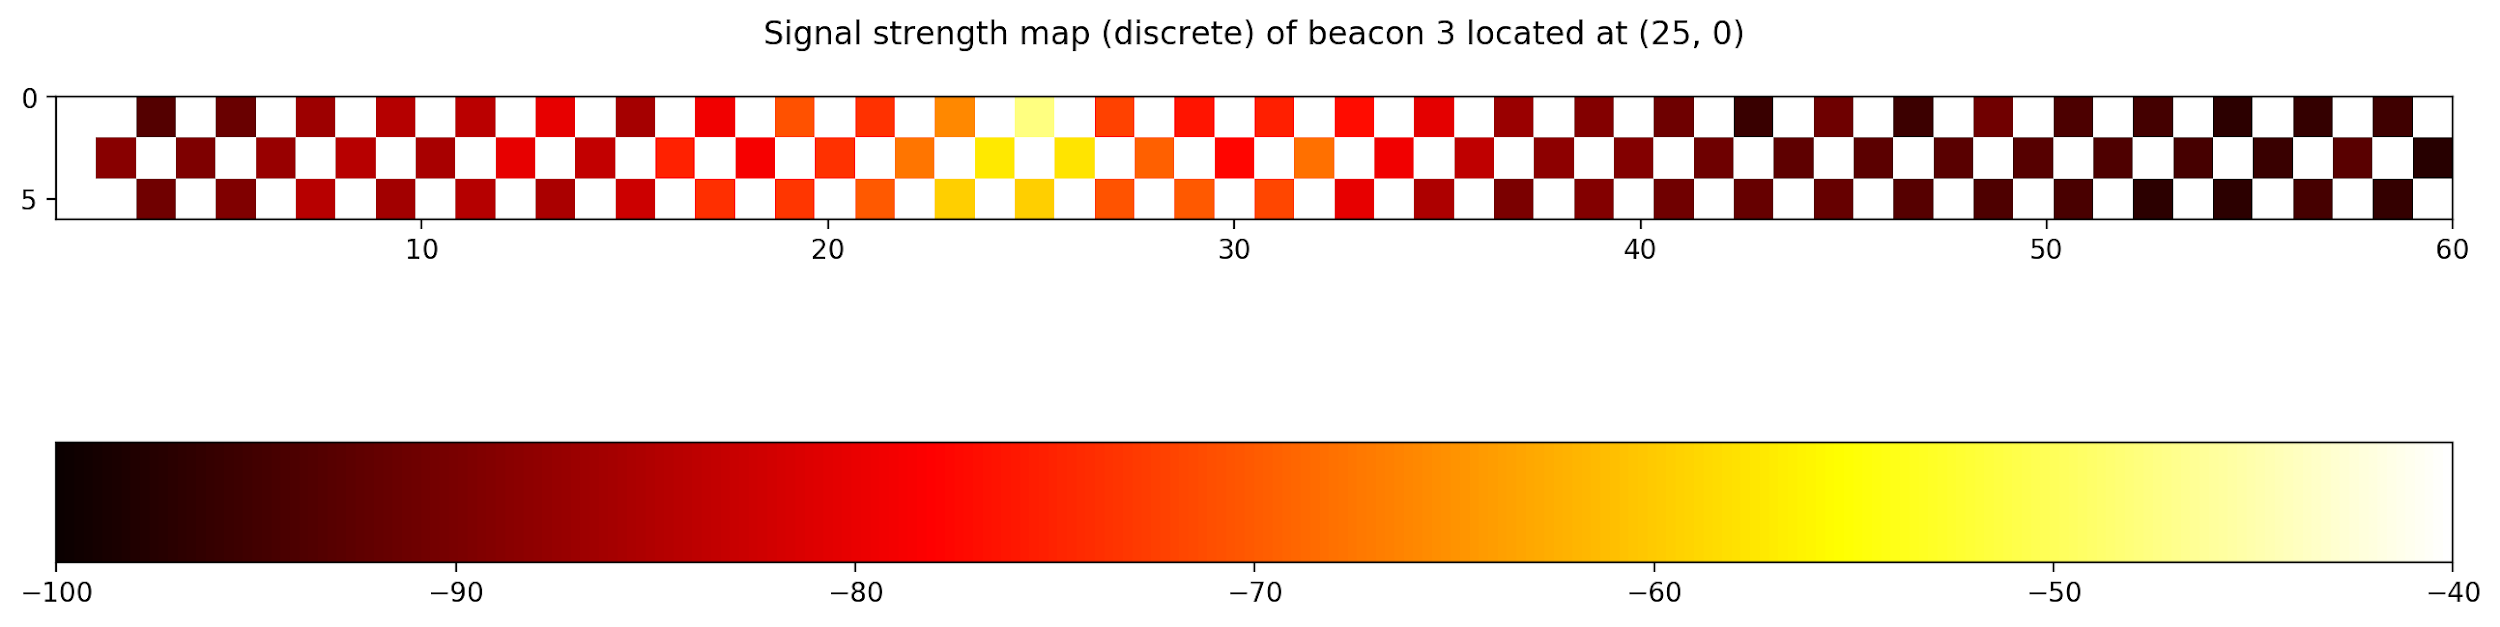 Signal strength map (discrete) of beacon 3 located at (25, 0)
0
5
10 20 30 40 50 60
−100 −90 −80 −70 −60 −50 −40